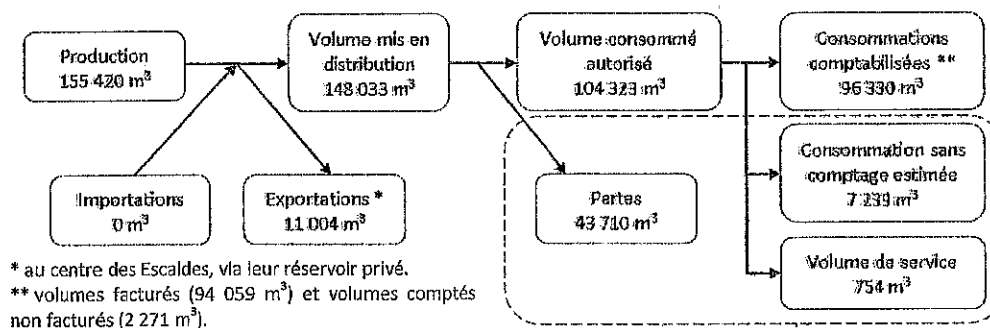 Production
155 420 m³
Volume mis en
distribution
148 033 m³
Volume consommé
autorisé
104 323 m³
Consommations
comptabilisées **
96 330 m³
Importations
0 m³
Exportations *
11 004 m³
Pertes
43 710 m³
Consommation sans
comptage estimée
7 239 m³
Volume de service
754 m³
* au centre des Escaldes, via leur réservoir privé.
** volumes facturés (94 059 m³) et volumes comptés
non facturés (2 271 m³).